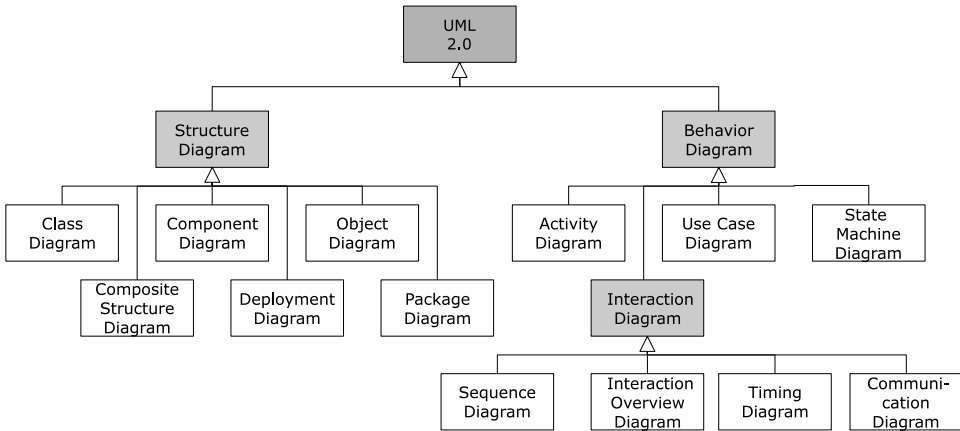 UML
2.0
Structure
Diagram
Behavior
Diagram
Class
Diagram
Component
Diagram
Object
Diagram
Activity
Diagram
Use Case
Diagram
State
Machine
Diagram
Composite
Structure
Diagram
Deployment
Diagram
Package
Diagram
Interaction
Diagram
Sequence
Diagram
Interaction
Overview
Diagram
Timing
Diagram
Communi-
cation
Diagram